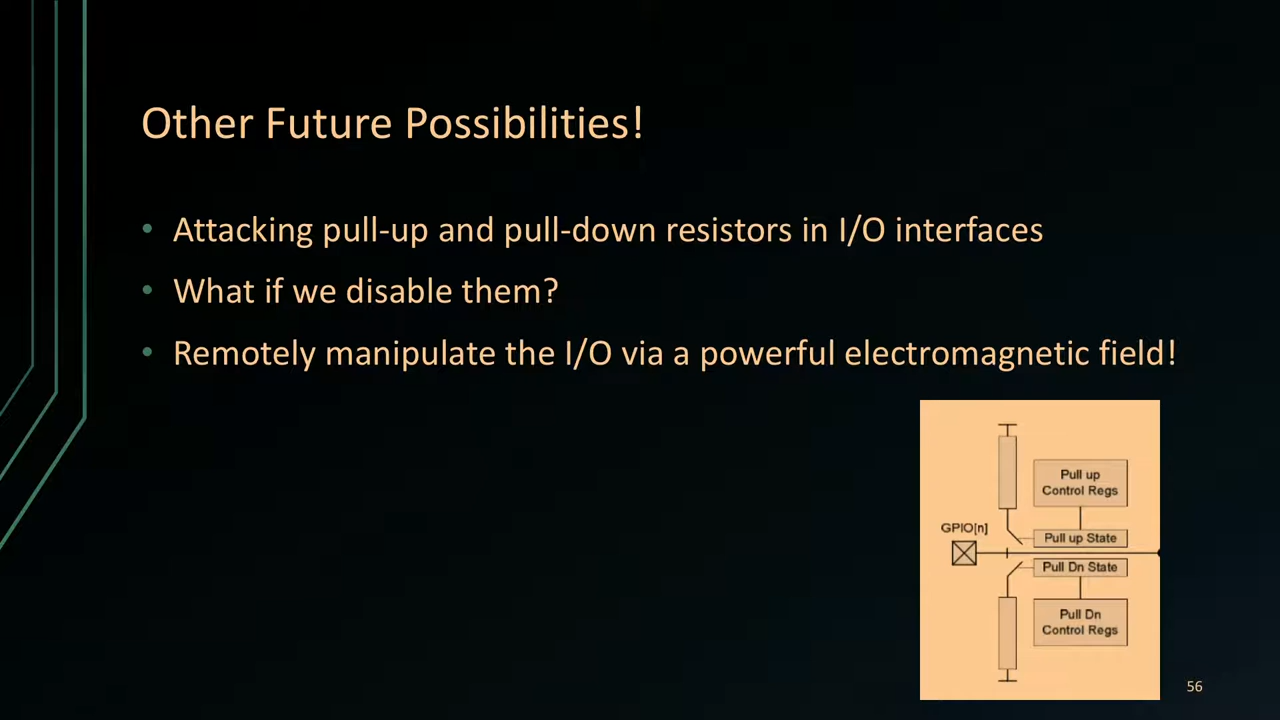 Other Future Possibilities!
• Attacking pull-up and pull-down resistors in I/O interfaces
• What if we disable them?
• Remotely manipulate the I/O via a powerful electromagnetic field!
Pull up
Control Regs
GPIO[n]
Pull up State
Pull Dn State
Pull Dn
Control Regs
56